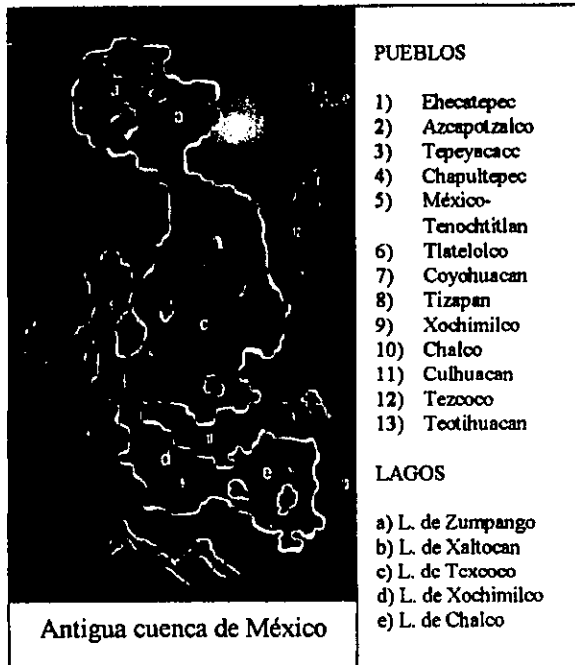 PUEBLOS
1) Ehecatepec
2) Azcapotzalco
3) Tepeyacacc
4) Chapultepec
5) México-
Tenochtitlan
6) Tlatelolco
7) Coyohuacan
8) Tizapan
9) Xochimilco
10) Chalco
11) Culhuacan
12) Tezcoco
13) Teotihuacan
LAGOS
a) L. de Zumpango
b) L. de Xaltocan
c) L. de Texcoco
d) L. de Xochimilco
e) L. de Chalco
c
d
e
Antigua cuenca de México